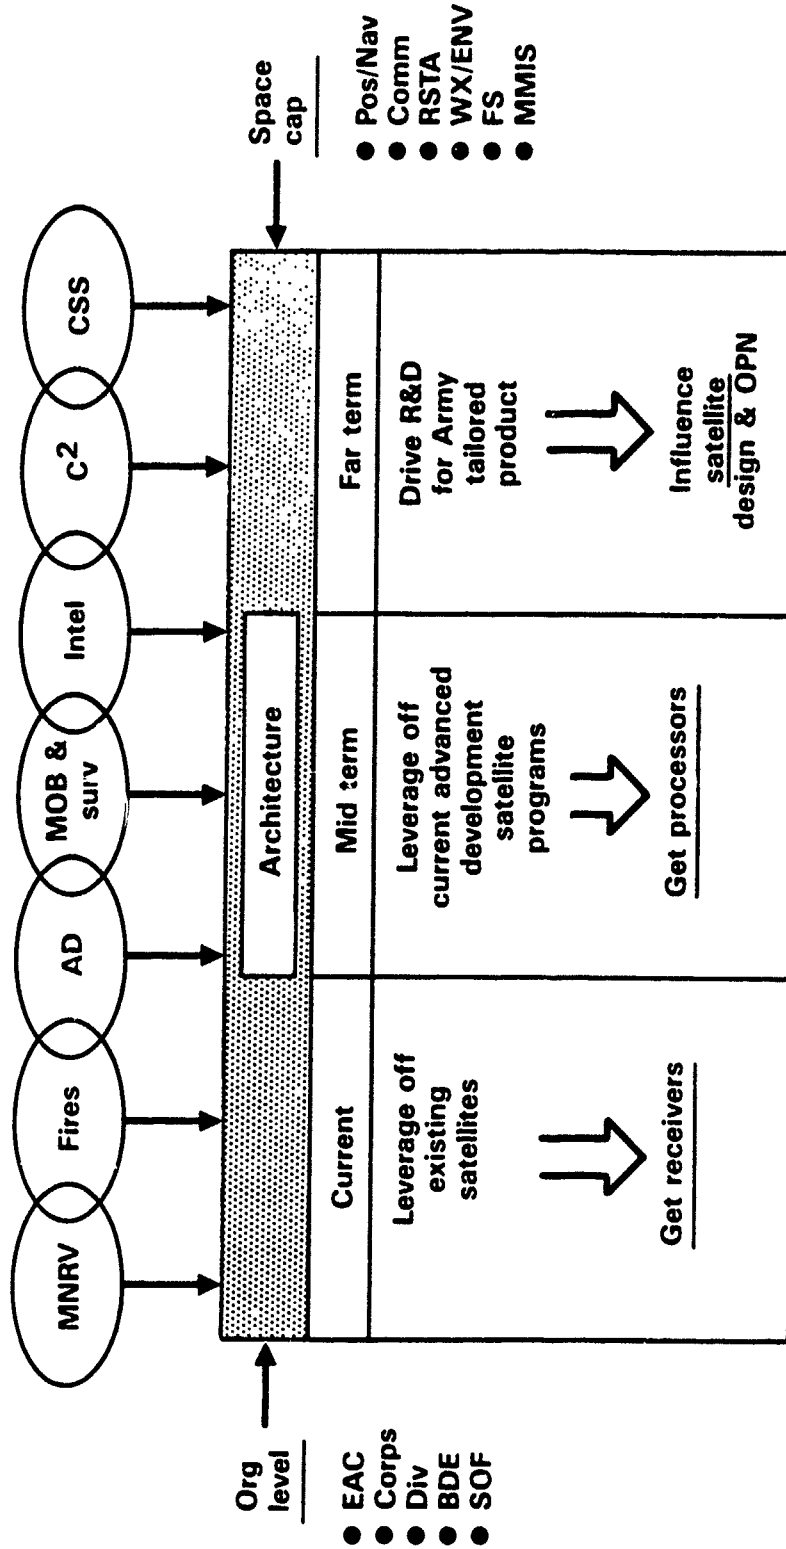 MNRV
Fires
AD
MOB &
surv
Intel
C²
CSS
Org
level
● EAC
● Corps
● Div
● BDE
● SOF
Architecture
Space
cap
● Pos/Nav
● Comm
● RSTA
● WX/ENV
● FS
● MMIS
Current
Leverage off
existing
satellites
Get receivers
Mid term
Leverage off
current advanced
development
satellite
programs
Get processors
Far term
Drive R&D
for Army
tailored
product
Influence
satellite
design & OPN